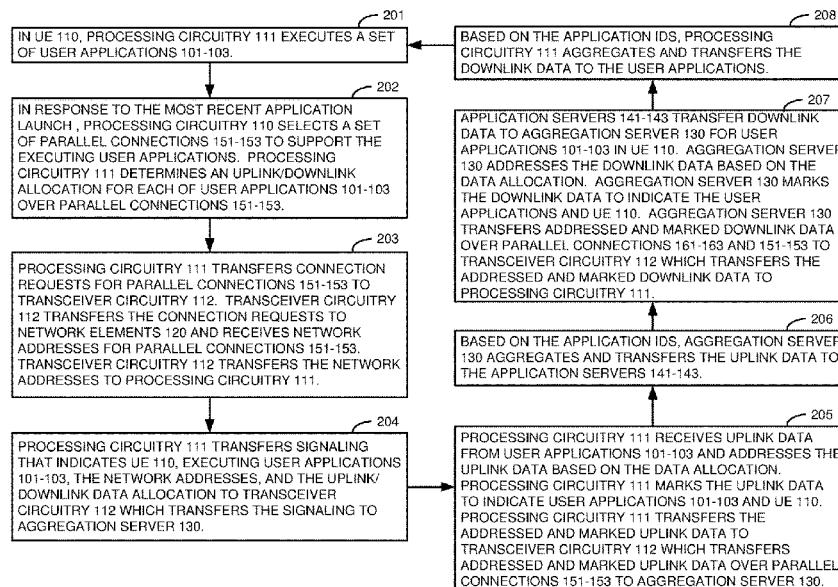 201
IN UE 110, PROCESSING CIRCUITRY 111 EXECUTES A SET
OF USER APPLICATIONS 101-103.
202
IN RESPONSE TO THE MOST RECENT APPLICATION
LAUNCH , PROCESSING CIRCUITRY 110 SELECTS A SET
OF PARALLEL CONNECTIONS 151-153 TO SUPPORT THE
EXECUTING USER APPLICATIONS. PROCESSING
CIRCUITRY 111 DETERMINES AN UPLINK/DOWNLINK
ALLOCATION FOR EACH OF USER APPLICATIONS 101-103
OVER PARALLEL CONNECTIONS 151-153.
203
PROCESSING CIRCUITRY 111 TRANSFERS CONNECTION
REQUESTS FOR PARALLEL CONNECTIONS 151-153 TO
TRANSCEIVER CIRCUITRY 112. TRANSCEIVER CIRCUITRY
112 TRANSFERS THE CONNECTION REQUESTS TO
NETWORK ELEMENTS 120 AND RECEIVES NETWORK
ADDRESSES FOR PARALLEL CONNECTIONS 151-153.
TRANSCEIVER CIRCUITRY 112 TRANSFERS THE NETWORK
ADDRESSES TO PROCESSING CIRCUITRY 111.
204
PROCESSING CIRCUITRY 111 TRANSFERS SIGNALING
THAT INDICATES UE 110, EXECUTING USER APPLICATIONS
101-103, THE NETWORK ADDRESSES, AND THE UPLINK/
DOWNLINK DATA ALLOCATION TO TRANSCEIVER
CIRCUITRY 112 WHICH TRANSFERS THE SIGNALING TO
AGGREGATION SERVER 130.
205
PROCESSING CIRCUITRY 111 RECEIVES UPLINK DATA
FROM USER APPLICATIONS 101-103 AND ADDRESSES THE
UPLINK DATA BASED ON THE DATA ALLOCATION.
PROCESSING CIRCUITRY 111 MARKS THE UPLINK DATA
TO INDICATE USER APPLICATIONS 101-103 AND UE 110.
PROCESSING CIRCUITRY 111 TRANSFERS THE
ADDRESSED AND MARKED UPLINK DATA TO
TRANSCEIVER CIRCUITRY 112 WHICH TRANSFERS
ADDRESSED AND MARKED UPLINK DATA OVER PARALLEL
CONNECTIONS 151-153 TO AGGREGATION SERVER 130.
206
BASED ON THE APPLICATION IDS, AGGREGATION SERVER
130 AGGREGATES AND TRANSFERS THE UPLINK DATA TO
THE APPLICATION SERVERS 141-143.
207
APPLICATION SERVERS 141-143 TRANSFER DOWNLINK
DATA TO AGGREGATION SERVER 130 FOR USER
APPLICATIONS 101-103 IN UE 110. AGGREGATION SERVER
130 ADDRESSES THE DOWNLINK DATA BASED ON THE
DATA ALLOCATION. AGGREGATION SERVER 130 MARKS
THE DOWNLINK DATA TO INDICATE THE USER
APPLICATIONS AND UE 110. AGGREGATION SERVER 130
TRANSFERS ADDRESSED AND MARKED DOWNLINK DATA
OVER PARALLEL CONNECTIONS 161-163 AND 151-153 TO
TRANSCEIVER CIRCUITRY 112 WHICH TRANSFERS THE
ADDRESSED AND MARKED DOWNLINK DATA TO
PROCESSING CIRCUITRY 111.
208
BASED ON THE APPLICATION IDS, PROCESSING
CIRCUITRY 111 AGGREGATES AND TRANSFERS THE
DOWNLINK DATA TO THE USER APPLICATIONS.